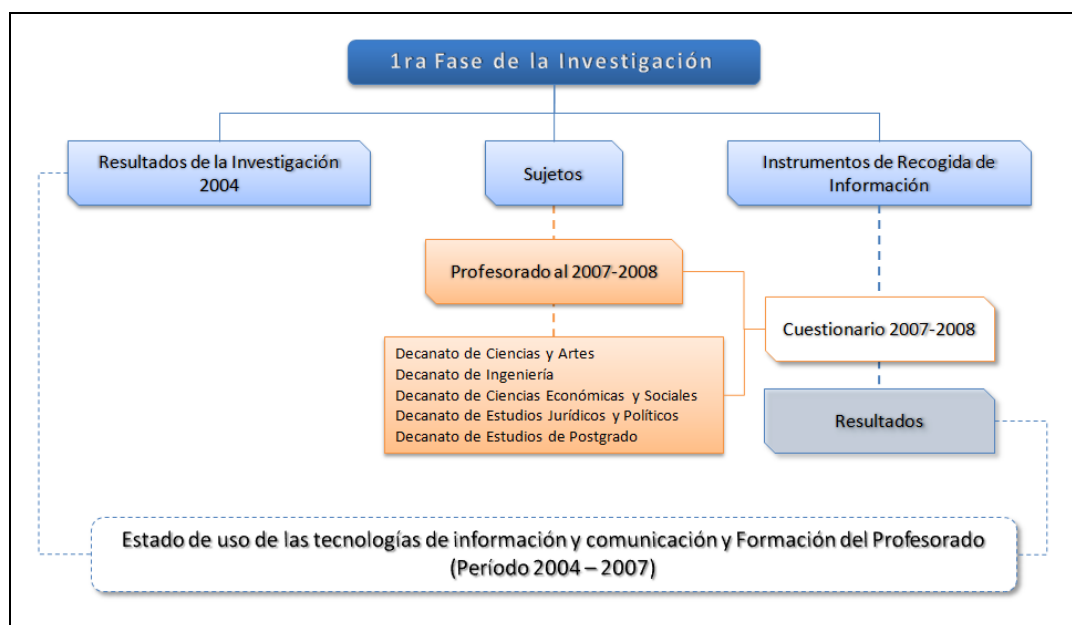 1ra Fase de la Investigación
Resultados de la Investigación
2004
Sujetos
Instrumentos de Recogida de
Información
Profesorado al 2007-2008
Cuestionario 2007-2008
Decanato de Ciencias y Artes
Decanato de Ingeniería
Decanato de Ciencias Económicas y Sociales
Decanato de Estudios Jurídicos y Políticos
Decanato de Estudios de Postgrado
Resultados
Estado de uso de las tecnologías de información y comunicación y Formación del Profesorado
(Período 2004 – 2007)